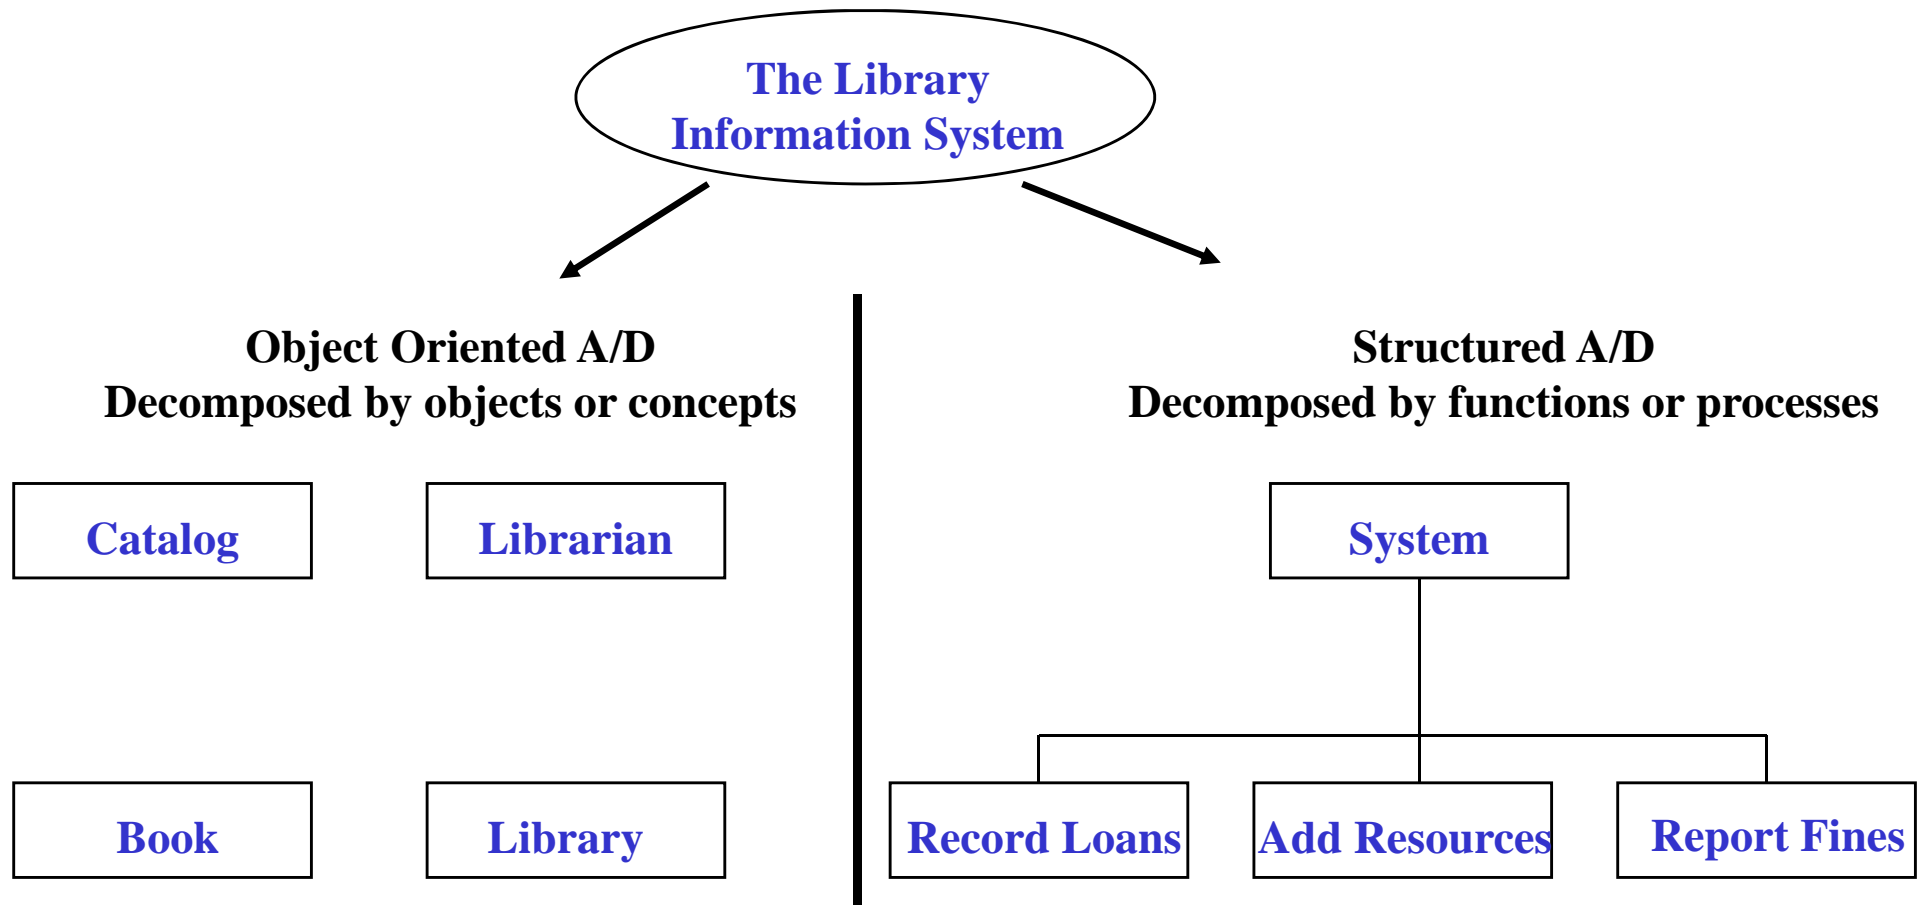 The Library
Information System
Object Oriented A/D
Decomposed by objects or concepts
Catalog
Librarian
Book
Library
Structured A/D
Decomposed by functions or processes
System
Record Loans
Add Resources
Report Fines